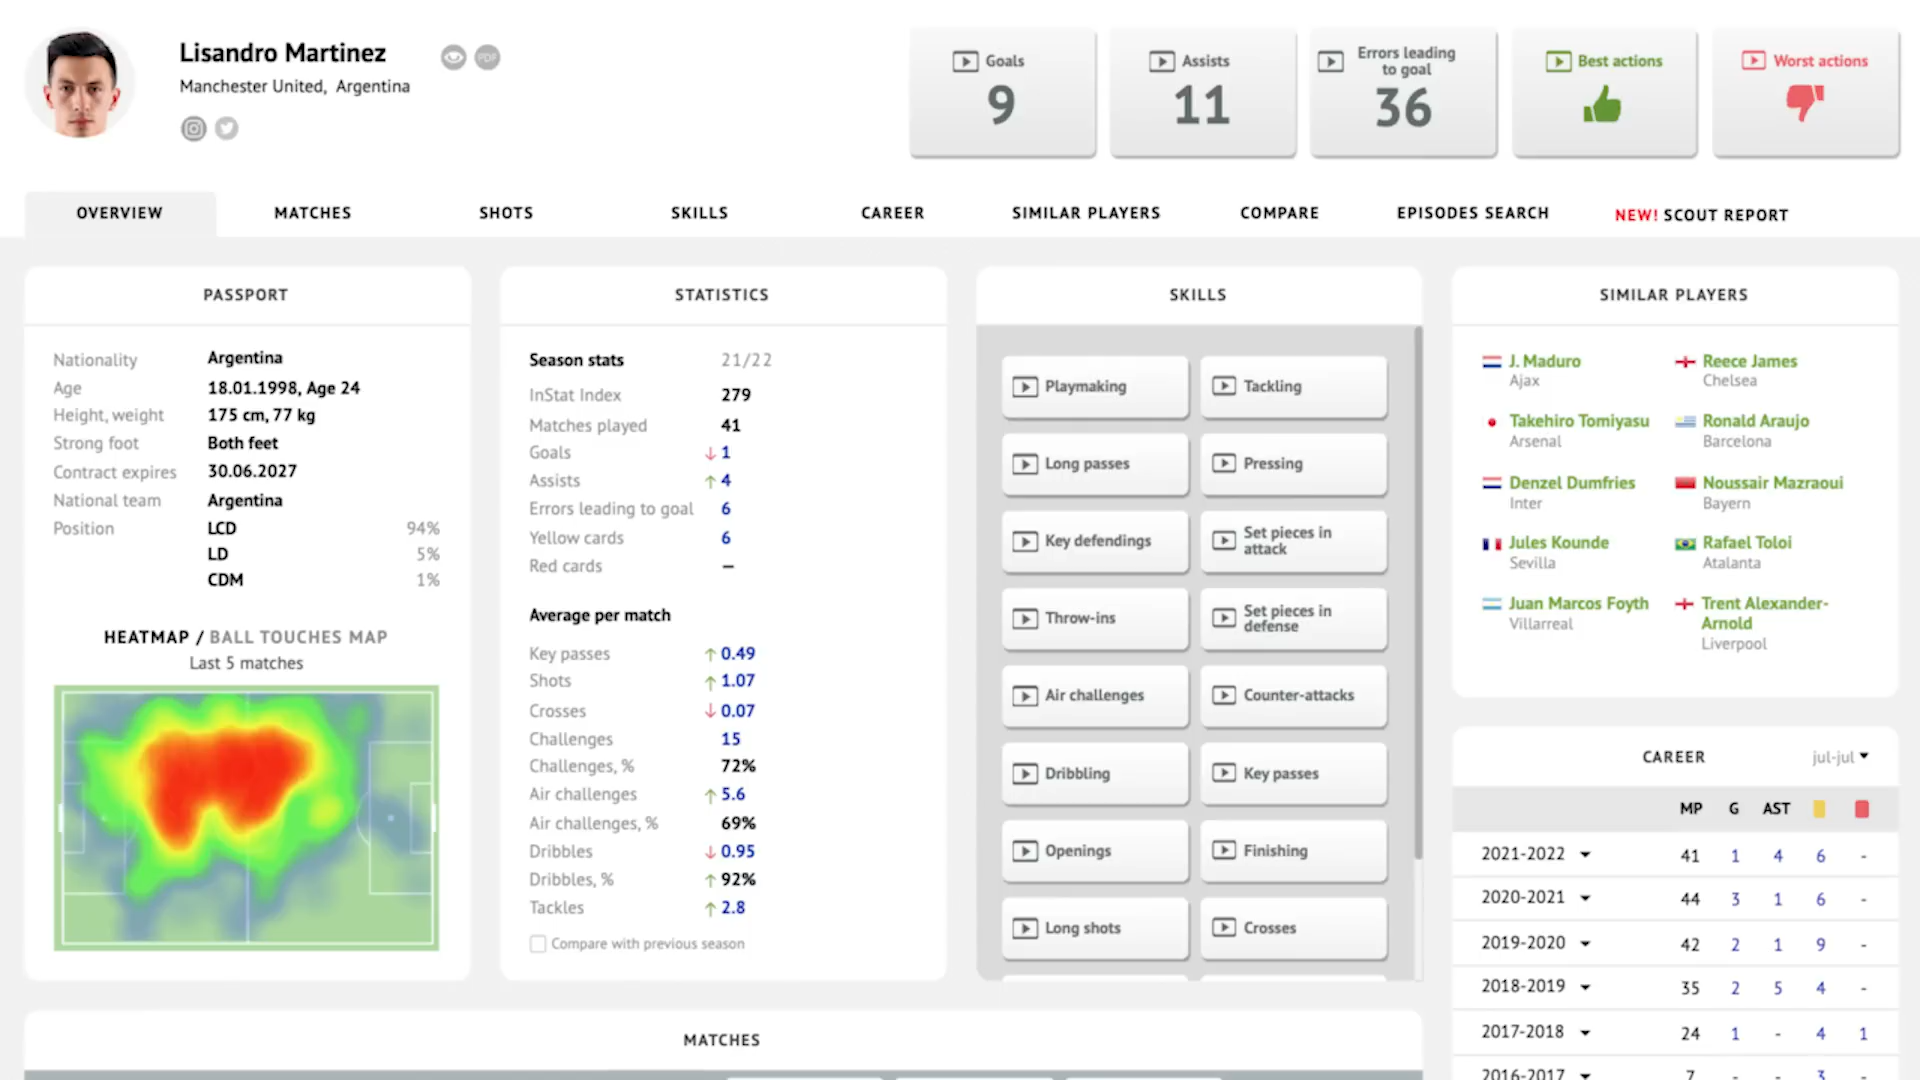 Lisandro Martinez
PDF
Manchester United, Argentina
Goals
9
Assists
11
Errors leading
to goal
36
Best actions
Worst actions
OVERVIEW
MATCHES
SHOTS
SKILLS
CAREER
SIMILAR PLAYERS
COMPARE
EPISODES SEARCH
NEW! SCOUT REPORT
PASSPORT
Nationality Argentina
Age 18.01.1998, Age 24
Height, weight 175 cm, 77 kg
Strong foot Both feet
Contract expires 30.06.2027
National team Argentina
Position LCD 94%
LD 5%
CDM 1%
HEATMAP / BALL TOUCHES MAP
Last 5 matches
STATISTICS
Season stats 21/22
InStat Index 279
Matches played 41
Goals ↓ 1
Assists ↑ 4
Errors leading to goal 6
Yellow cards 6
Red cards –
Average per match
Key passes ↑ 0.49
Shots ↑ 1.07
Crosses ↓ 0.07
Challenges 15
Challenges, % 72%
Air challenges ↑ 5.6
Air challenges, % 69%
Dribbles ↓ 0.95
Dribbles, % ↑ 92%
Tackles ↑ 2.8
Compare with previous season
SKILLS
Playmaking
Tackling
Long passes
Pressing
Key defendings
Set pieces in
attack
Throw-ins
Set pieces in
defense
Air challenges
Counter-attacks
Dribbling
Key passes
Openings
Finishing
Long shots
Crosses
SIMILAR PLAYERS
J. Maduro
Ajax
Reece James
Chelsea
Takehiro Tomiyasu
Arsenal
Ronald Araujo
Barcelona
Denzel Dumfries
Inter
Noussair Mazraoui
Bayern
Jules Kounde
Sevilla
Rafael Toloi
Atalanta
Juan Marcos Foyth
Villarreal
Trent Alexander-
Arnold
Liverpool
CAREER
jul-jul
MP G AST
2021-2022 41 1 4 6 -
2020-2021 44 3 1 6 -
2019-2020 42 2 1 9 -
2018-2019 35 2 5 4 -
2017-2018 24 1 - 4 1
2016-2017 7 - - 3 -
MATCHES